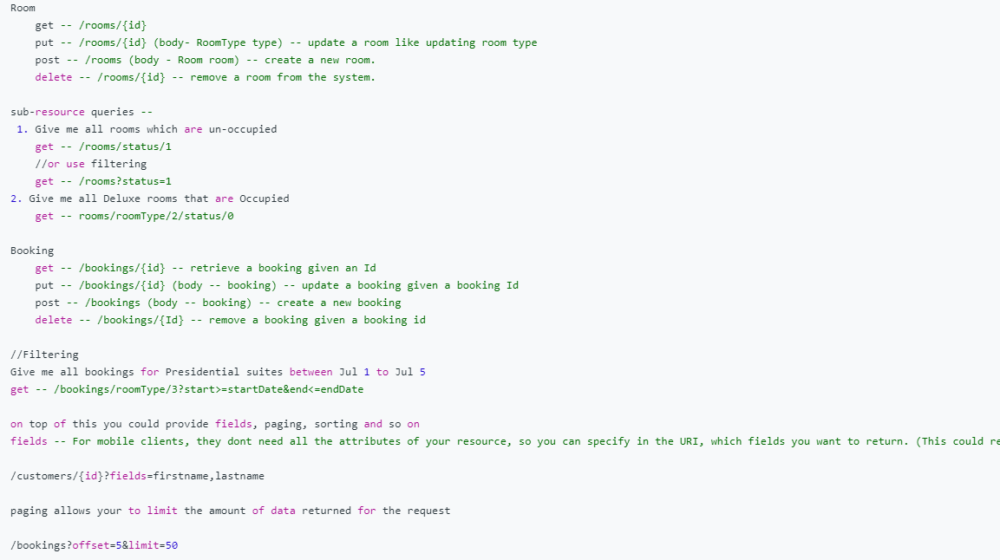 Room
get -- /rooms/{id}
put -- /rooms/{id} (body- RoomType type) -- update a room like updating room type
post -- /rooms (body - Room room) -- create a new room.
delete -- /rooms/{id} -- remove a room from the system.
sub-resource queries --
1. Give me all rooms which are un-occupied
get -- /rooms/status/1
//or use filtering
get -- /rooms?status=1
2. Give me all Deluxe rooms that are Occupied
get -- rooms/roomType/2/status/0
Booking
get -- /bookings/{id} -- retrieve a booking given an Id
put -- /bookings/{id} (body -- booking) -- update a booking given a booking Id
post -- /bookings (body -- booking) -- create a new booking
delete -- /bookings/{Id} -- remove a booking given a booking id
//Filtering
Give me all bookings for Presidential suites between Jul 1 to Jul 5
get -- /bookings/roomType/3?start>=startDate&end<=endDate
on top of this you could provide fields, paging, sorting and so on
fields -- For mobile clients, they dont need all the attributes of your resource, so you can specify in the URI, which fields you want to return. (This could re
/customers/{id}?fields=firstname,lastname
paging allows your to limit the amount of data returned for the request
/bookings?offset=5&limit=50